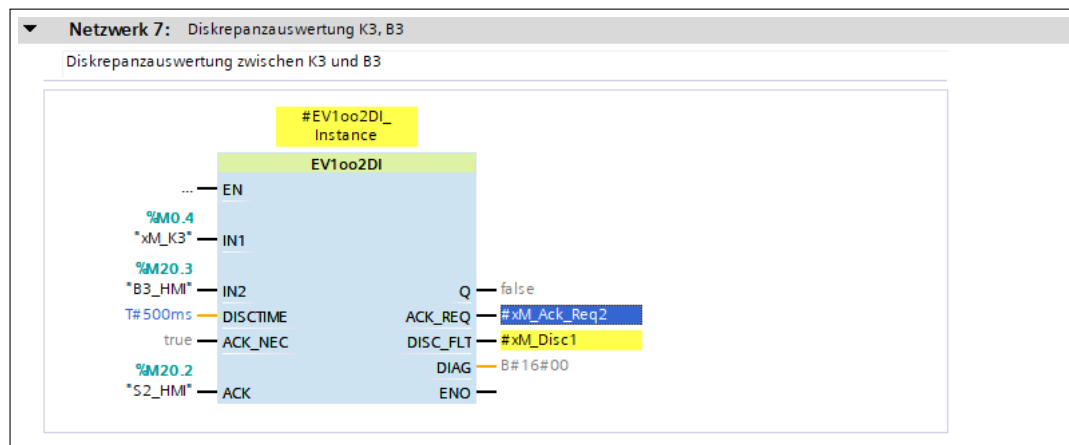 Netzwerk 7: Diskrepanzauswertung K3, B3
Diskrepanzauswertung zwischen K3 und B3
#EV1oo2DI_
Instance
EV1oo2DI
... EN
%M0.4
"xM_K3" IN1
%M20.3
"B3_HMI" IN2 Q false
T#500ms DISCTIME ACK_REQ #xM_Ack_Req2
true ACK_NEC DISC_FLT #xM_Disc1
%M20.2 DIAG B#16#00
"S2_HMI" ACK ENO